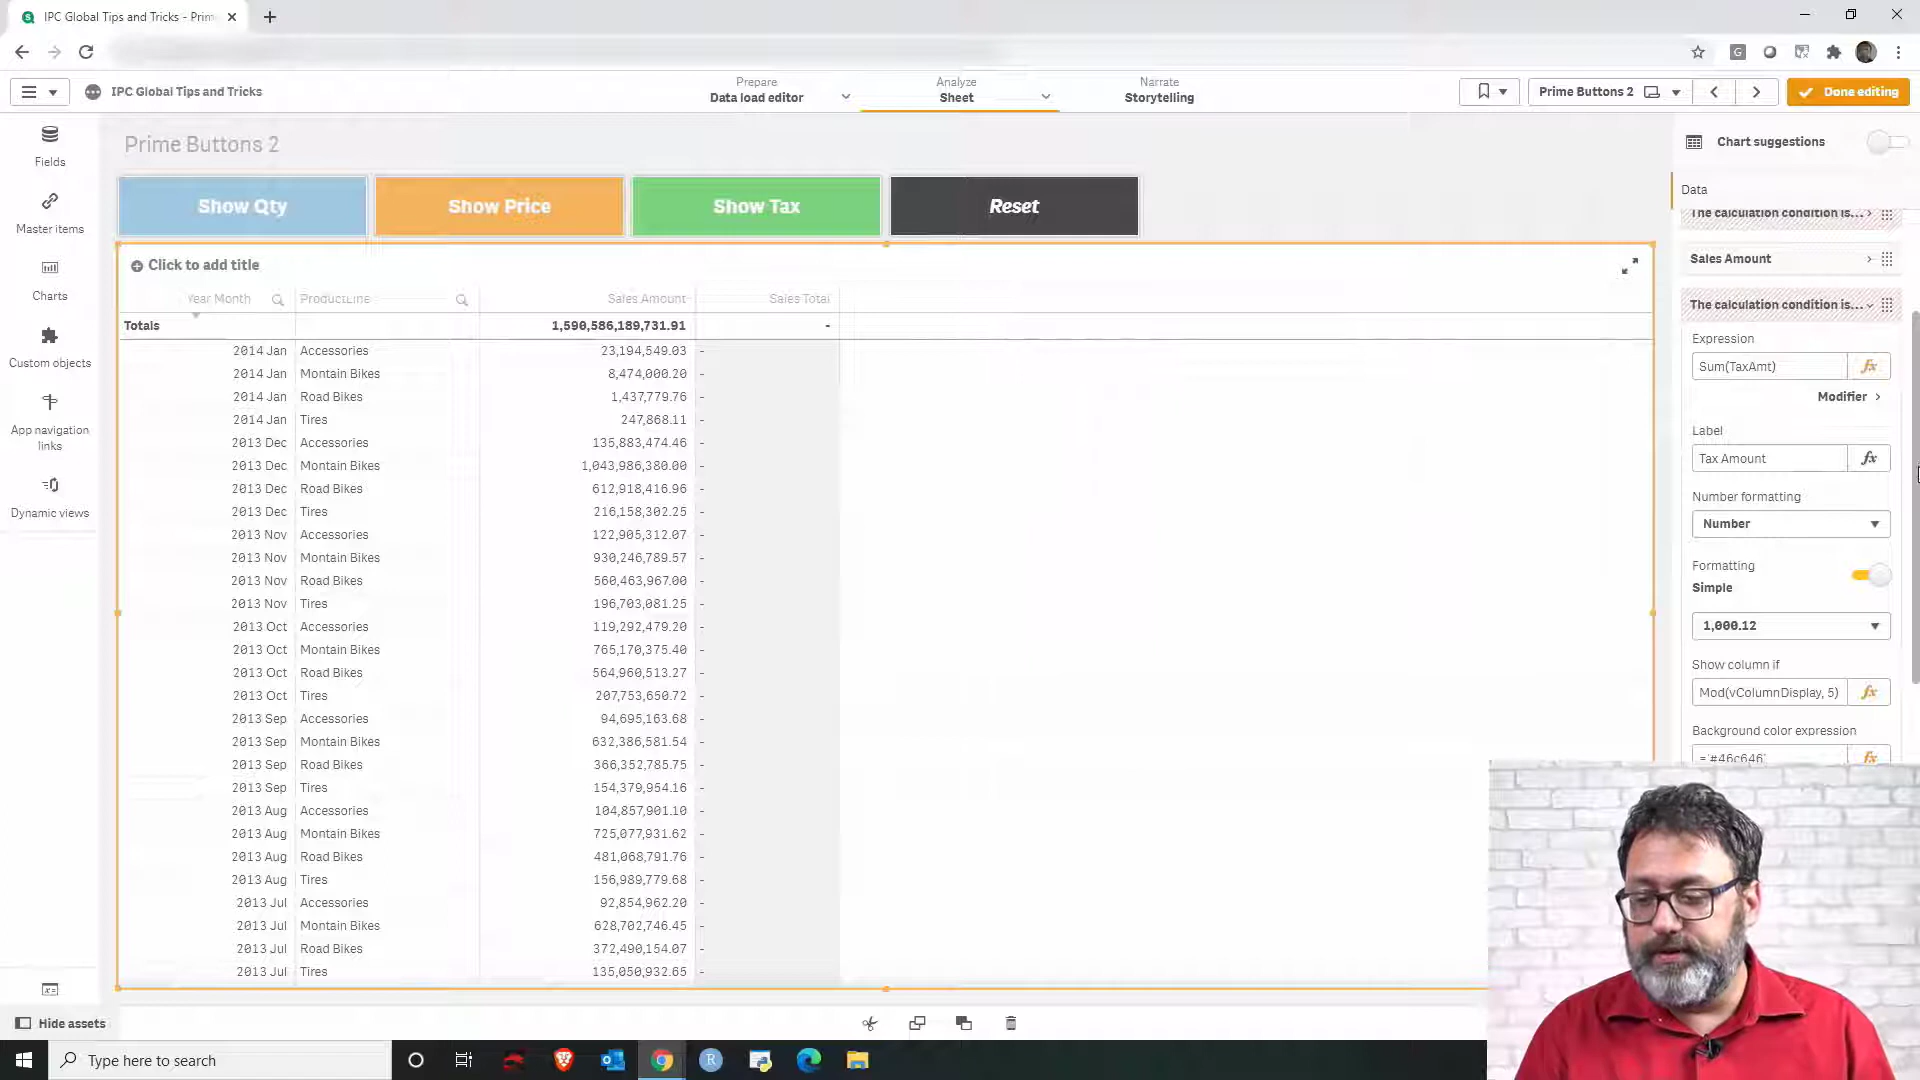 IPC Global Tips and Tricks - Prim
IPC Global Tips and Tricks
Prepare
Data load editor
Analyze
Sheet
Narrate
Storytelling
Prime Buttons 2
Done editing
Fields
Master items
Charts
Custom objects
App navigation
links
Dynamic views
Hide assets
Prime Buttons 2
Show Qty
Show Price
Show Tax
Reset
Click to add title
Year Month ProductLine Sales Amount Sales Total
Totals 1,590,586,189,731.91 -
2014 Jan Accessories 23,194,549.03 -
2014 Jan Montain Bikes 8,474,000.20 -
2014 Jan Road Bikes 1,437,779.76 -
2014 Jan Tires 247,868.11 -
2013 Dec Accessories 135,883,474.46 -
2013 Dec Montain Bikes 1,043,986,380.00 -
2013 Dec Road Bikes 612,918,416.96 -
2013 Dec Tires 216,158,302.25 -
2013 Nov Accessories 122,905,312.07 -
2013 Nov Montain Bikes 930,246,789.57 -
2013 Nov Road Bikes 560,463,967.00 -
2013 Nov Tires 196,703,081.25 -
2013 Oct Accessories 119,292,479.20 -
2013 Oct Montain Bikes 765,170,375.40 -
2013 Oct Road Bikes 564,960,513.27 -
2013 Oct Tires 207,753,650.72 -
2013 Sep Accessories 94,695,163.68 -
2013 Sep Montain Bikes 632,386,581.54 -
2013 Sep Road Bikes 366,352,785.75 -
2013 Sep Tires 154,379,954.16 -
2013 Aug Accessories 104,857,901.10 -
2013 Aug Montain Bikes 725,077,931.62 -
2013 Aug Road Bikes 481,068,791.76 -
2013 Aug Tires 156,989,779.68 -
2013 Jul Accessories 92,854,962.20 -
2013 Jul Montain Bikes 628,702,746.45 -
2013 Jul Road Bikes 372,490,154.07 -
2013 Jul Tires 135,050,932.65 -
Chart suggestions
Data
The calculation condition is...
Sales Amount
The calculation condition is...
Expression
Sum(TaxAmt) fx
Modifier
Label
Tax Amount fx
Number formatting
Number
Formatting
Simple
1,000.12
Show column if
Mod(vColumnDisplay, 5) fx
Background color expression
='#46c646' fx
Type here to search